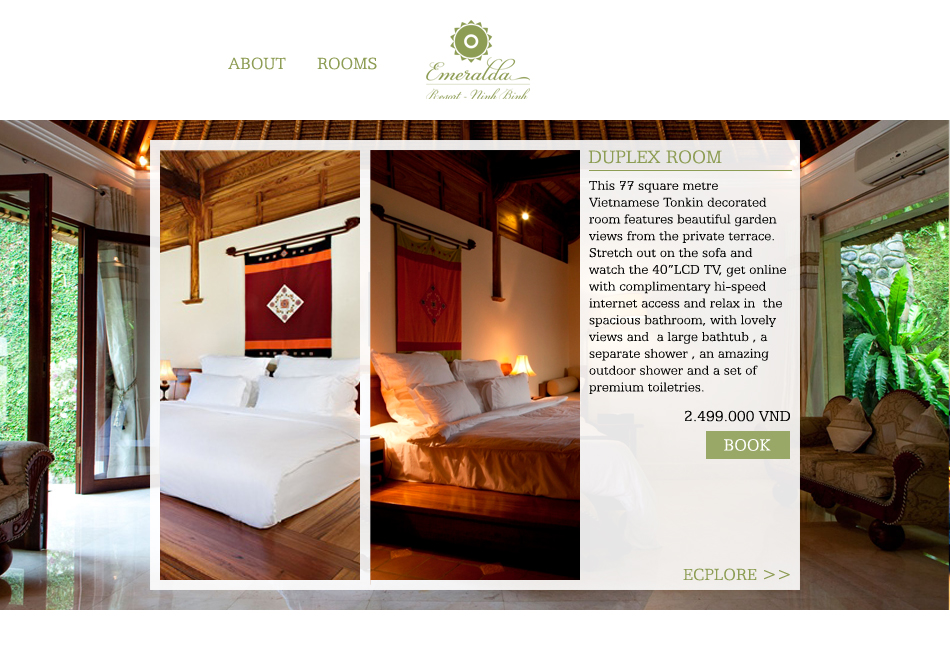 ABOUT
ROOMS
Emeralda
Resort - Ninh Binh
DUPLEX ROOM
This 77 square metre
Vietnamese Tonkin decorated
room features beautiful garden
views from the private terrace.
Stretch out on the sofa and
watch the 40”LCD TV, get online
with complimentary hi-speed
internet access and relax in  the
spacious bathroom, with lovely
views and  a large bathtub , a
separate shower , an amazing
outdoor shower and a set of
premium toiletries.
2.499.000 VND
BOOK
ECPLORE >>